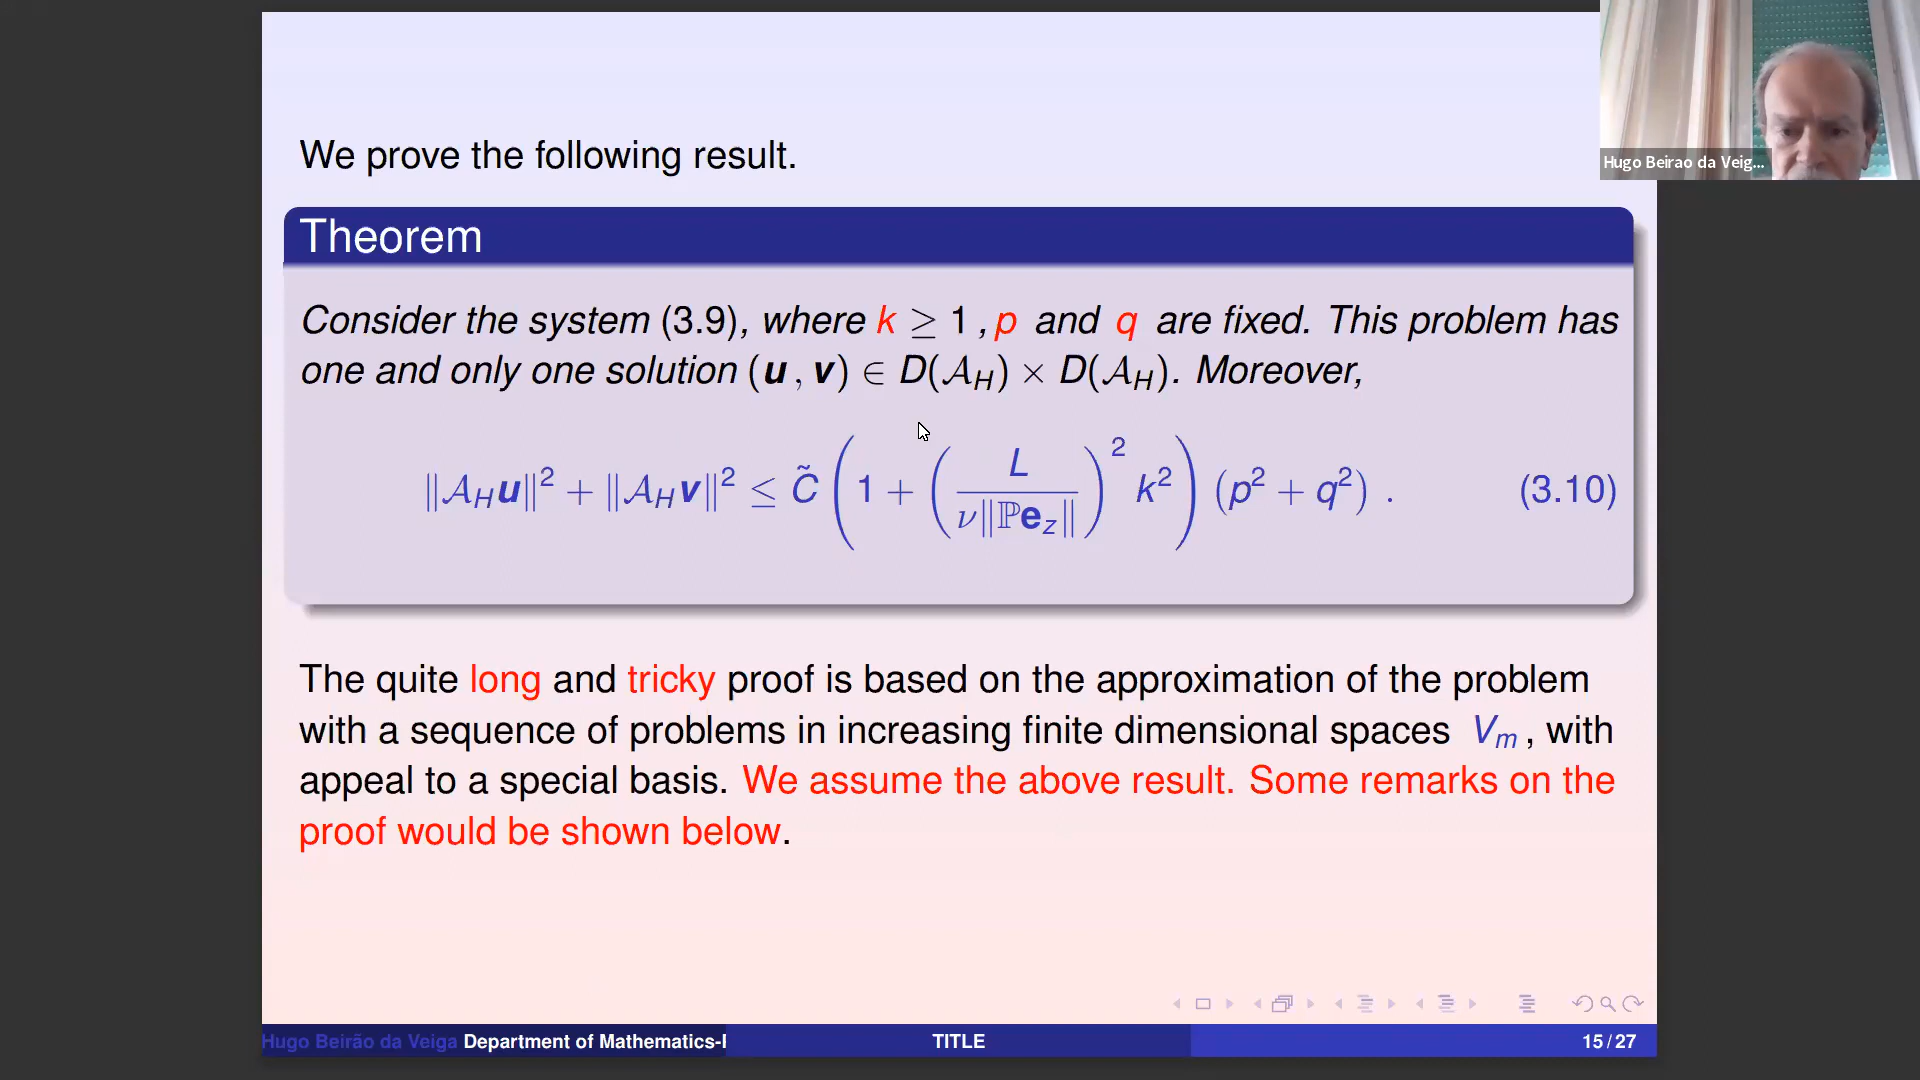 Hugo Beirao da Veig...
We prove the following result.
Theorem
Consider the system (3.9), where k ≥ 1 , p and q are fixed. This problem has
one and only one solution (u , v) ∈ D(𝒜_H) × D(𝒜_H). Moreover,
‖𝒜_H u‖² + ‖𝒜_H v‖² ≤ C̃ ( 1 + ( L / ν‖ℙe_z‖ )² k² ) (p² + q²) . (3.10)
The quite long and tricky proof is based on the approximation of the problem
with a sequence of problems in increasing finite dimensional spaces V_m , with
appeal to a special basis. We assume the above result. Some remarks on the
proof would be shown below.
Hugo Beirão da Veiga Department of Mathematics-I TITLE 15 / 27